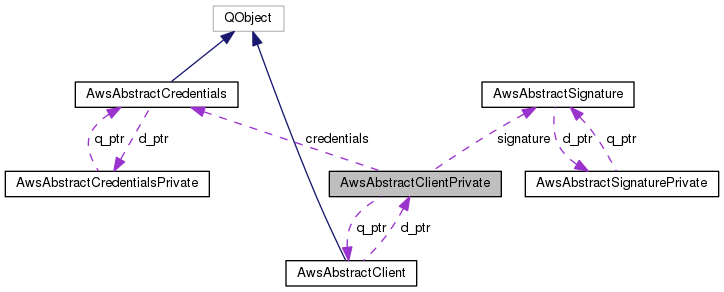 QObject
AwsAbstractCredentials
AwsAbstractSignature
q_ptr
d_ptr
credentials
signature
d_ptr
q_ptr
AwsAbstractCredentialsPrivate
AwsAbstractClientPrivate
AwsAbstractSignaturePrivate
q_ptr
d_ptr
AwsAbstractClient